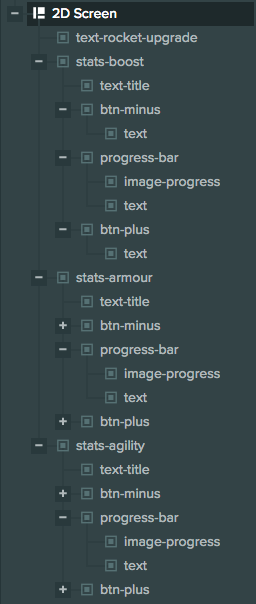 2D Screen
text-rocket-upgrade
stats-boost
text-title
btn-minus
text
progress-bar
image-progress
text
btn-plus
text
stats-armour
text-title
btn-minus
progress-bar
image-progress
text
btn-plus
stats-agility
text-title
btn-minus
progress-bar
image-progress
text
btn-plus